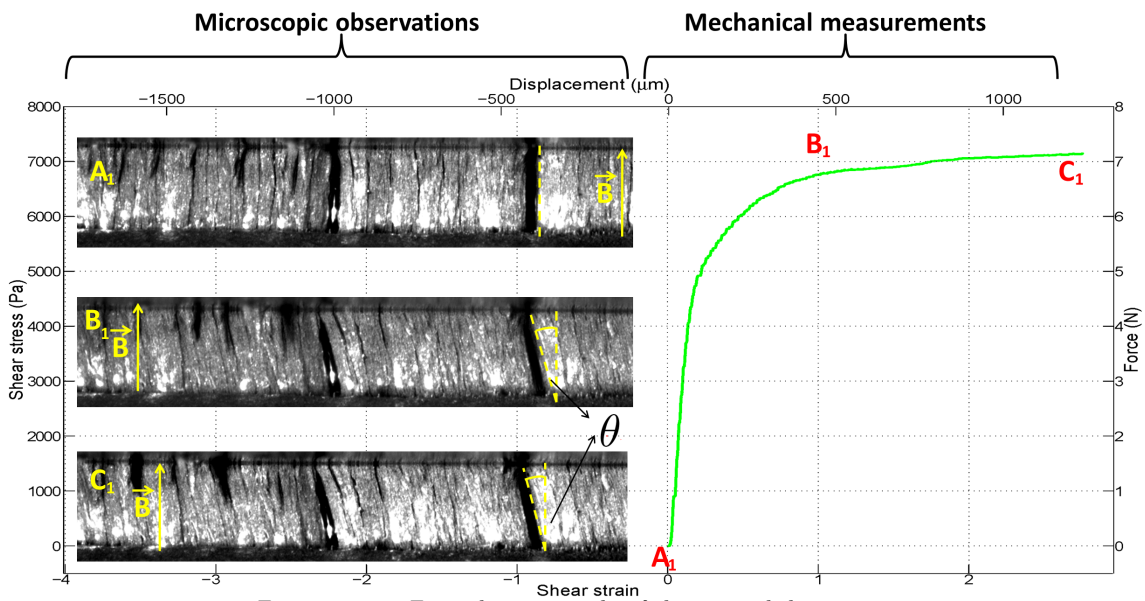 Microscopic observations
Mechanical measurements
Displacement (μm)
−1500 −1000 −500 0 500 1000
8000 8
7000 7
6000 6
5000 5
4000 4
3000 3
2000 2
1000 1
0 0
Shear stress (Pa)
Force (N)
A1
B
B1
B
C1
B
θ
B1
C1
A1
−4 −3 −2 −1 0 1 2
Shear strain